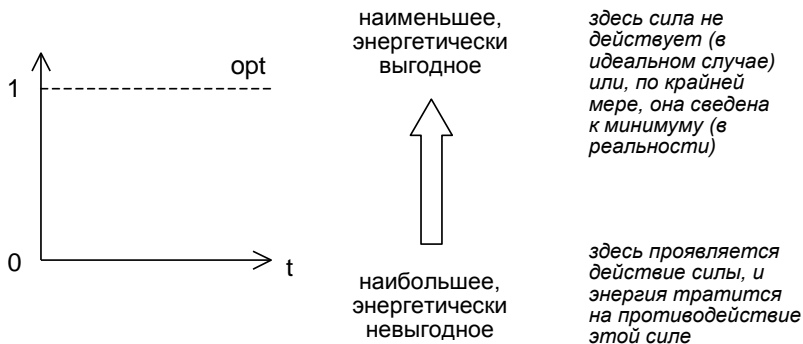 opt
1
0
t
наименьшее,
энергетически
выгодное
наибольшее,
энергетически
невыгодное
здесь сила не
действует (в
идеальном случае)
или, по крайней
мере, она сведена
к минимуму (в
реальности)
здесь проявляется
действие силы, и
энергия тратится
на противодействие
этой силе